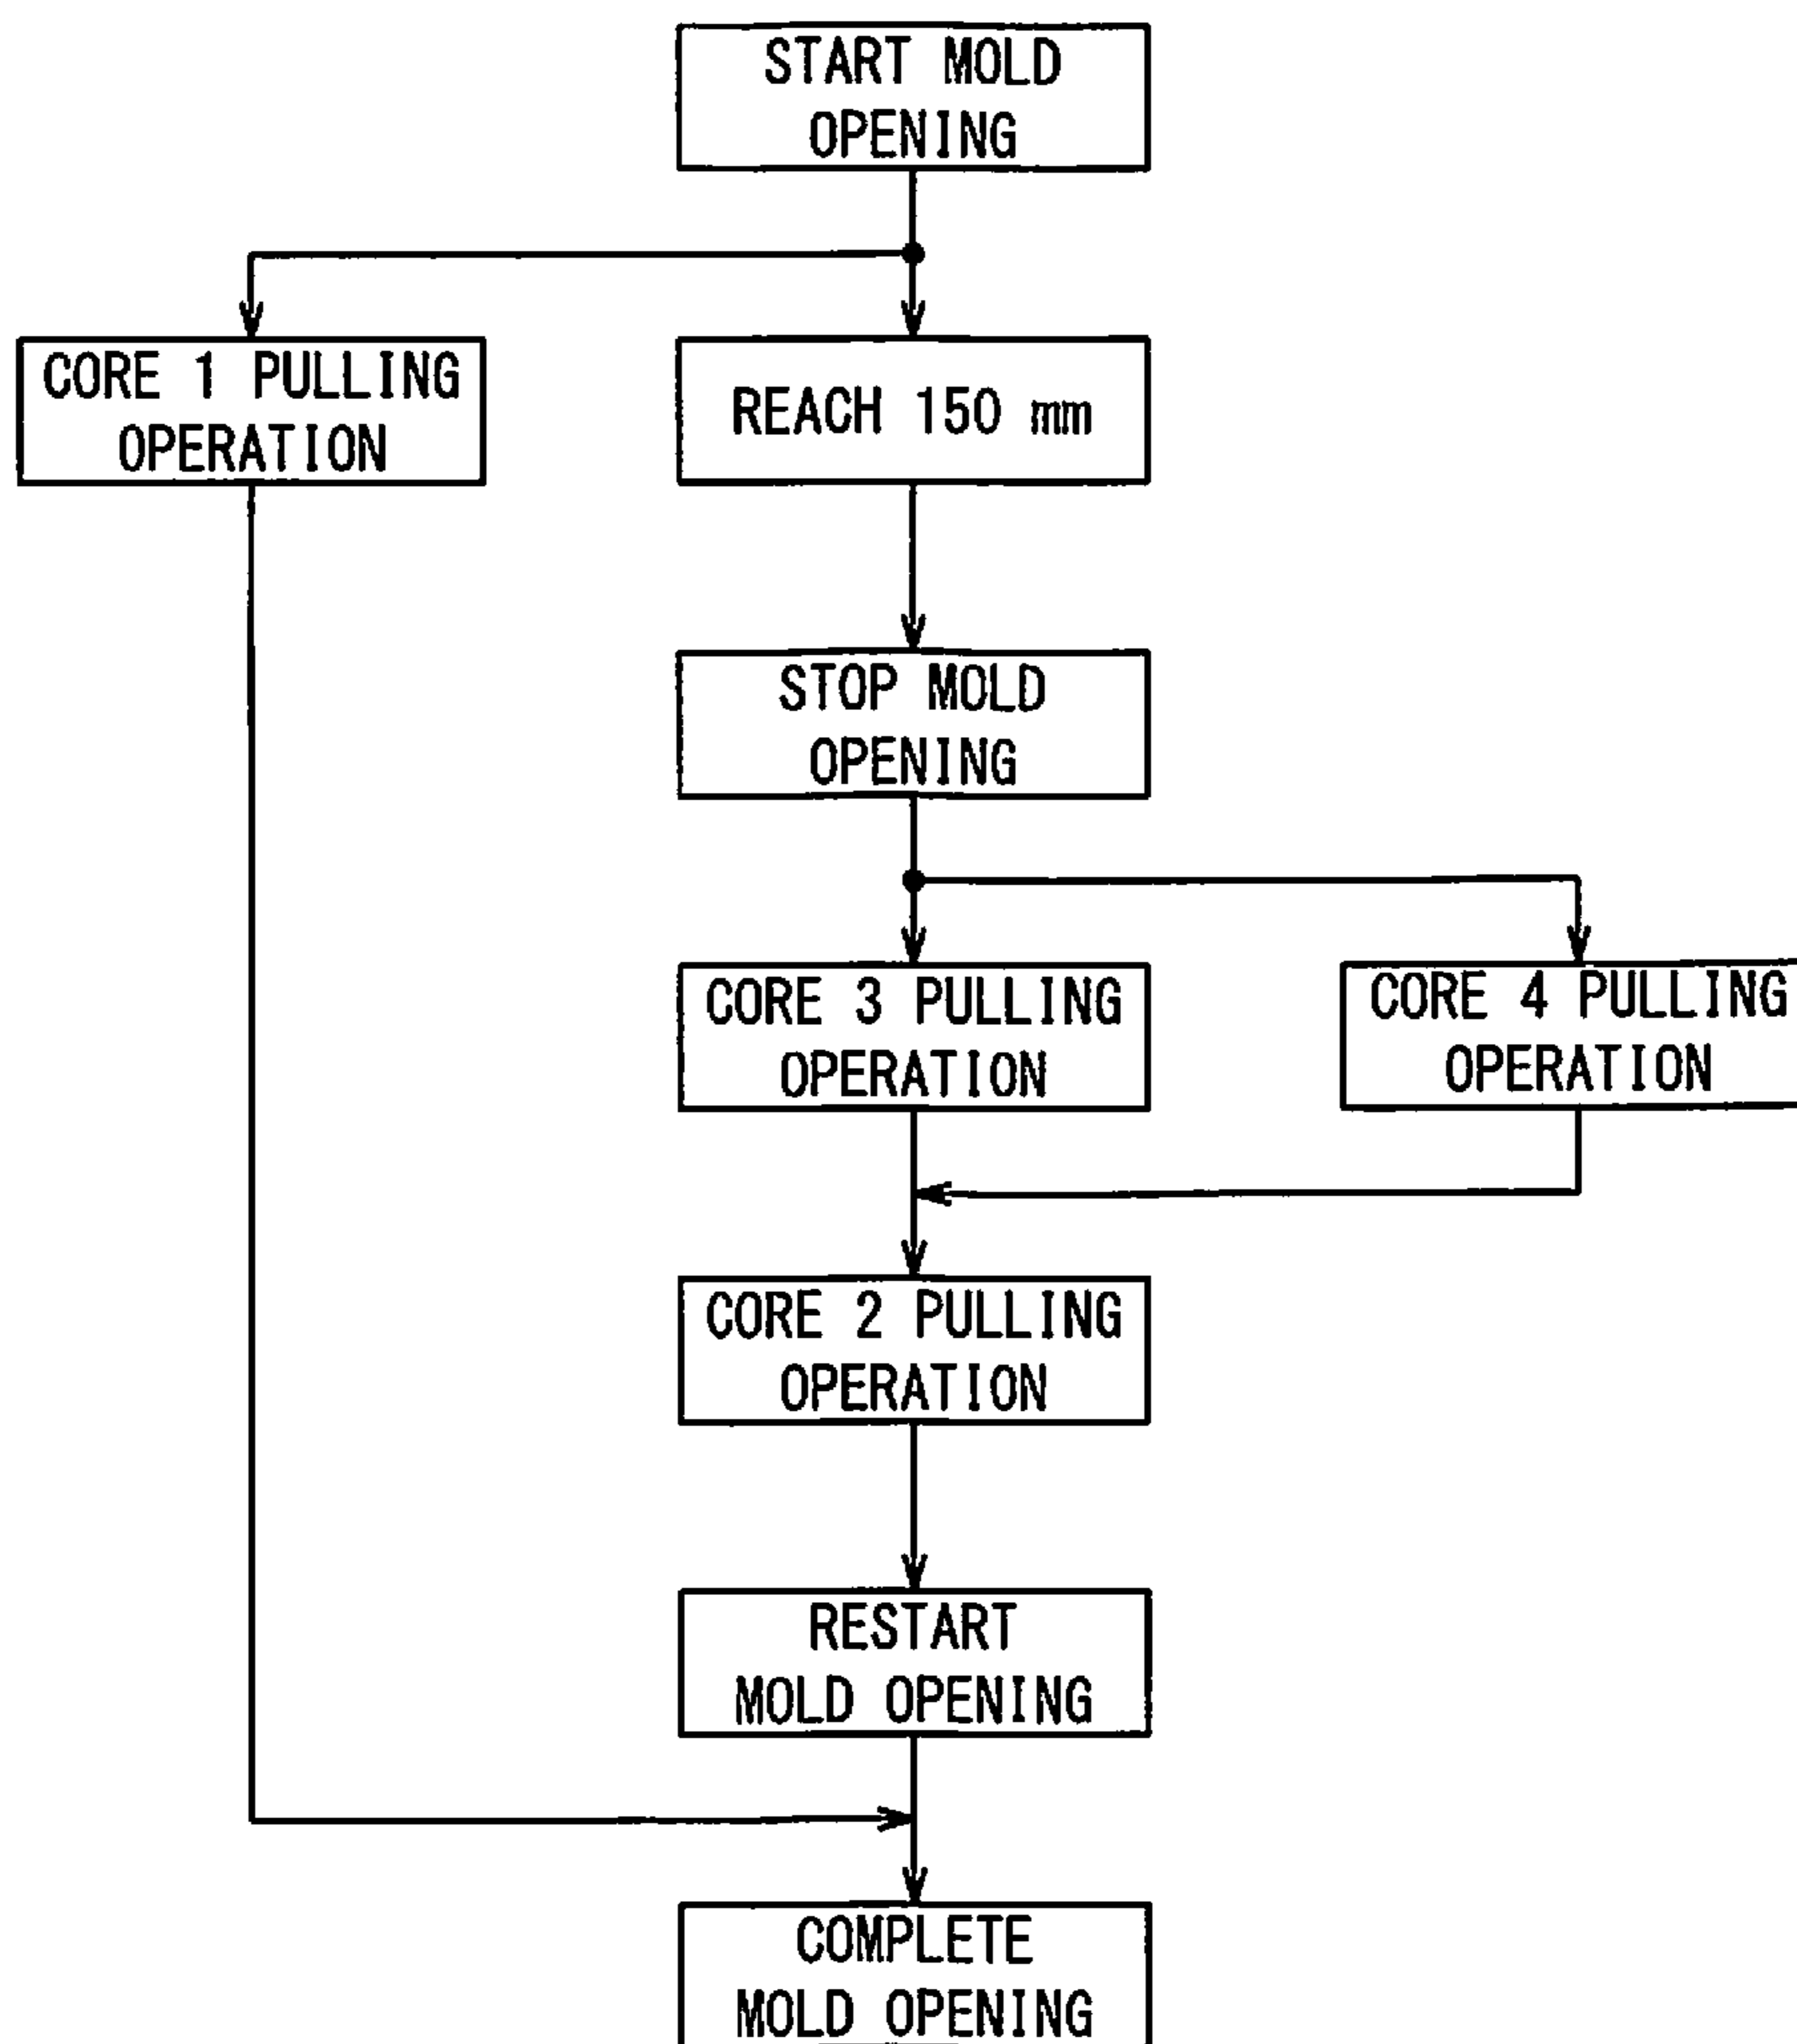 START MOLD
OPENING
CORE 1 PULLING
OPERATION
REACH 150 mm
STOP MOLD
OPENING
CORE 3 PULLING
OPERATION
CORE 4 PULLING
OPERATION
CORE 2 PULLING
OPERATION
RESTART
MOLD OPENING
COMPLETE
MOLD OPENING